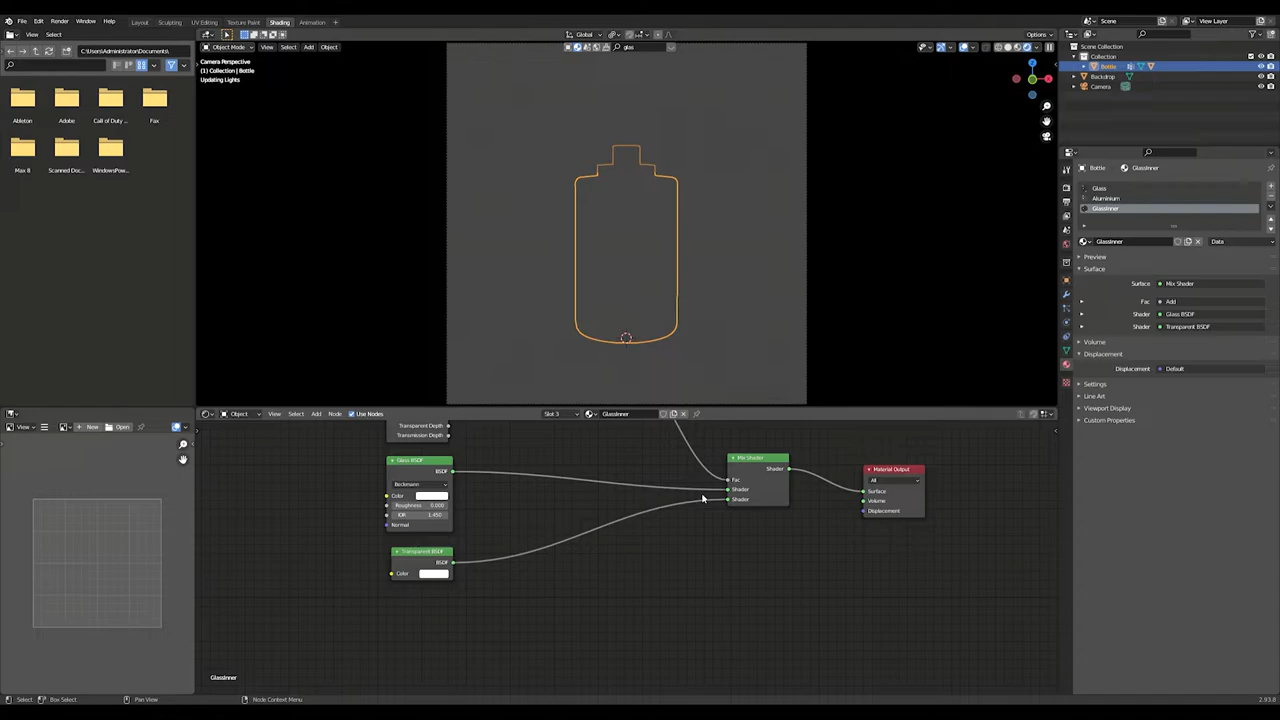 File Edit Render Window Help Layout Sculpting UV Editing Texture Paint Shading Animation Scene View Layer
View Select Global Options
C:\Users\Administrator\Documents\ Object Mode View Select Add Object glas Scene Collection
Camera Perspective Collection
(1) Collection | Bottle Bottle
Updating Lights Backdrop
Camera
Ableton Adobe Call of Duty ... Fax
Max 8 Scanned Doc... WindowsPow...
Bottle GlassInner
Glass
Aluminium
GlassInner
GlassInner Data
Preview
Surface
Surface Mix Shader
Fac Add
Shader Glass BSDF
Shader Transparent BSDF
Volume
Displacement
Displacement Default
Settings
Line Art
Viewport Display
Custom Properties
View New Open
Object View Select Add Node Use Nodes Slot 3 GlassInner
Transparent Depth
Transmission Depth
Glass BSDF
BSDF
Beckmann
Color
Roughness 0.000
IOR 1.450
Normal
Transparent BSDF
BSDF
Color
Mix Shader
Shader
Fac
Shader
Shader
Material Output
All
Surface
Volume
Displacement
GlassInner
Select Box Select Pan View Node Context Menu 2.93.0